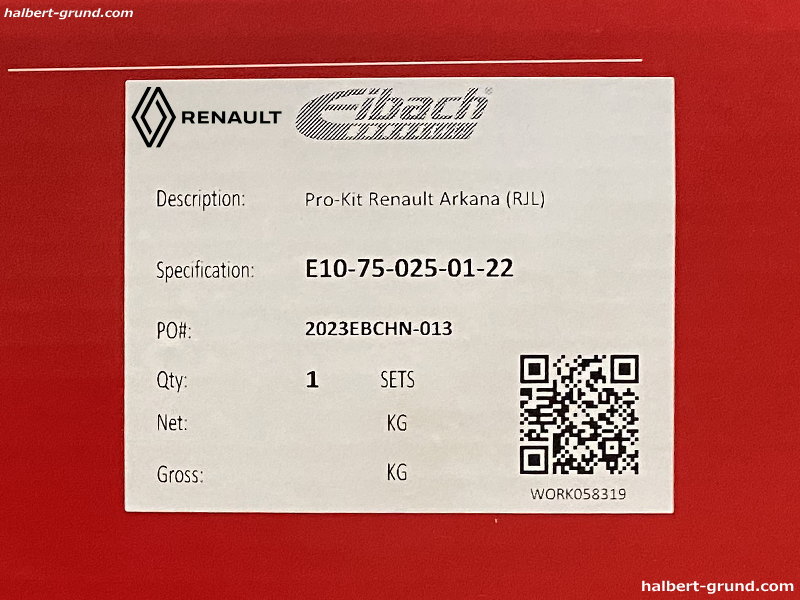 halbert-grund.com
RENAULT Eibach®
Description: Pro-Kit Renault Arkana (RJL)
Specification: E10-75-025-01-22
PO#: 2023EBCHN-013
Qty: 1 SETS
Net: KG
Gross: KG
WORK058319
halbert-grund.com